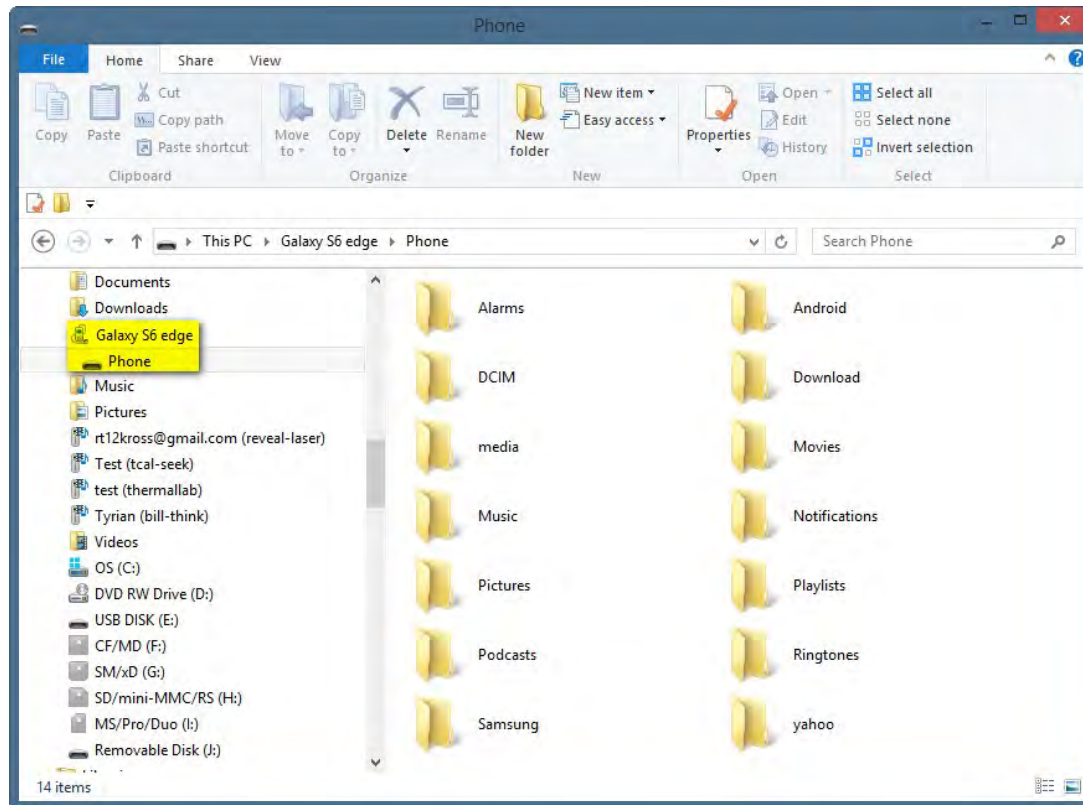 Phone
File Home Share View
Copy
Paste
Cut
Copy path
Paste shortcut
Move to
Copy to
Delete
Rename
New folder
New item
Easy access
Properties
Open
Edit
History
Select all
Select none
Invert selection
Clipboard
Organize
New
Open
Select
This PC Galaxy S6 edge Phone
Search Phone
Documents
Downloads
Galaxy S6 edge
Phone
Music
Pictures
rt12kross@gmail.com (reveal-laser)
Test (tcal-seek)
test (thermallab)
Tyrian (bill-think)
Videos
OS (C:)
DVD RW Drive (D:)
USB DISK (E:)
CF/MD (F:)
SM/xD (G:)
SD/mini-MMC/RS (H:)
MS/Pro/Duo (I:)
Removable Disk (J:)
Alarms
Android
DCIM
Download
media
Movies
Music
Notifications
Pictures
Playlists
Podcasts
Ringtones
Samsung
yahoo
14 items